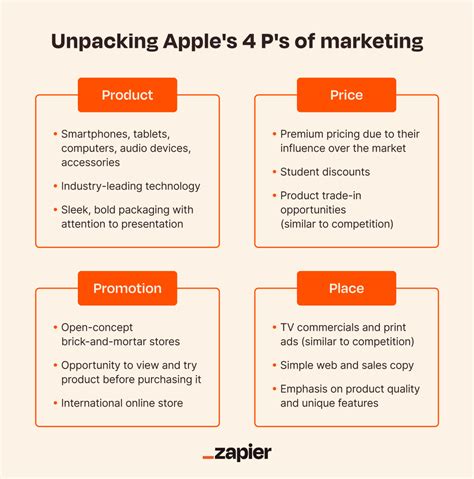 Unpacking Apple's 4 P's of marketing
Product
• Smartphones, tablets,
computers, audio devices,
accessories
• Industry-leading technology
• Sleek, bold packaging with
attention to presentation
Price
• Premium pricing due to their
influence over the market
• Student discounts
• Product trade-in
opportunities
(similar to competition)
Promotion
• Open-concept
brick-and-mortar stores
• Opportunity to view and try
product before purchasing it
• International online store
Place
• TV commercials and print
ads (similar to competition)
• Simple web and sales copy
• Emphasis on product quality
and unique features
_zapier